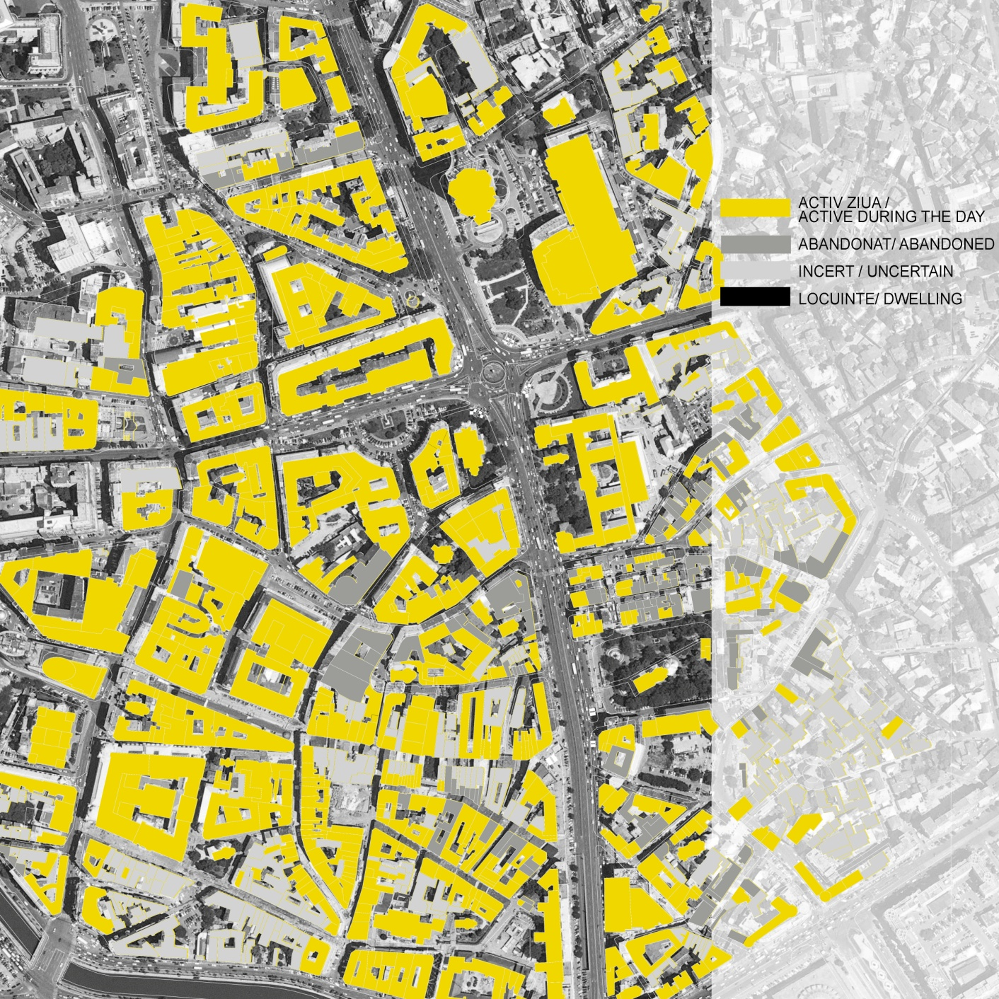 ACTIV ZIUA /
ACTIVE DURING THE DAY
ABANDONAT/ ABANDONED
INCERT / UNCERTAIN
LOCUINTE/ DWELLING